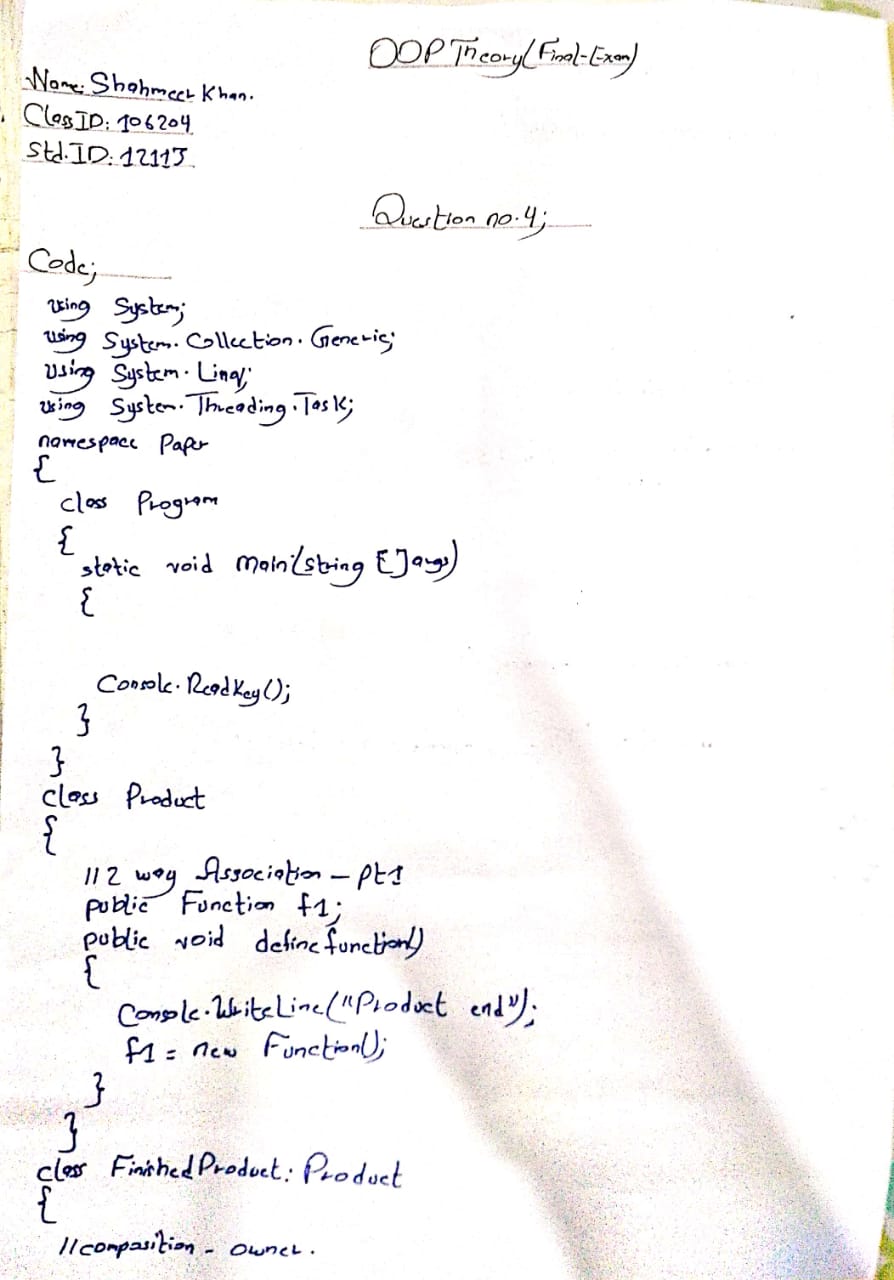 OOP Theory(Final-Exam)
Name: Shahmeer Khan.
Class ID: 106204
Std.ID: 12113
Question no.4;
Code;
using System;
using System.Collection.Generic;
Using System.Linq;
using System.Threading.Task;
namespace Paper
{
class Program
{
static void Main(string []args)
{
Console.ReadKey();
}
}
class Product
{
//2 way Association - pt1
public Function f1;
public void definefunction()
{
Console.WriteLine("Product end");
f1 = new Function();
}
}
class FinishedProduct: Product
{
//composition - owner.